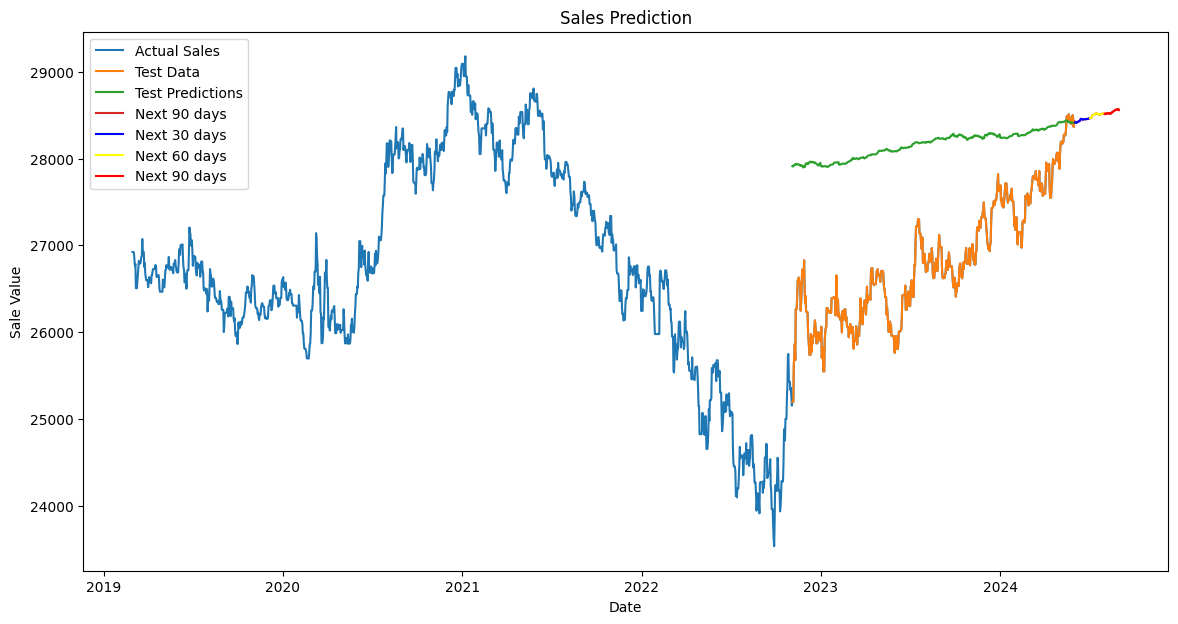 Sales Prediction
Actual Sales
Test Data
Test Predictions
Next 90 days
Next 30 days
Next 60 days
Next 90 days
Sale Value
29000
28000
27000
26000
25000
24000
2019
2020
2021
2022
2023
2024
Date